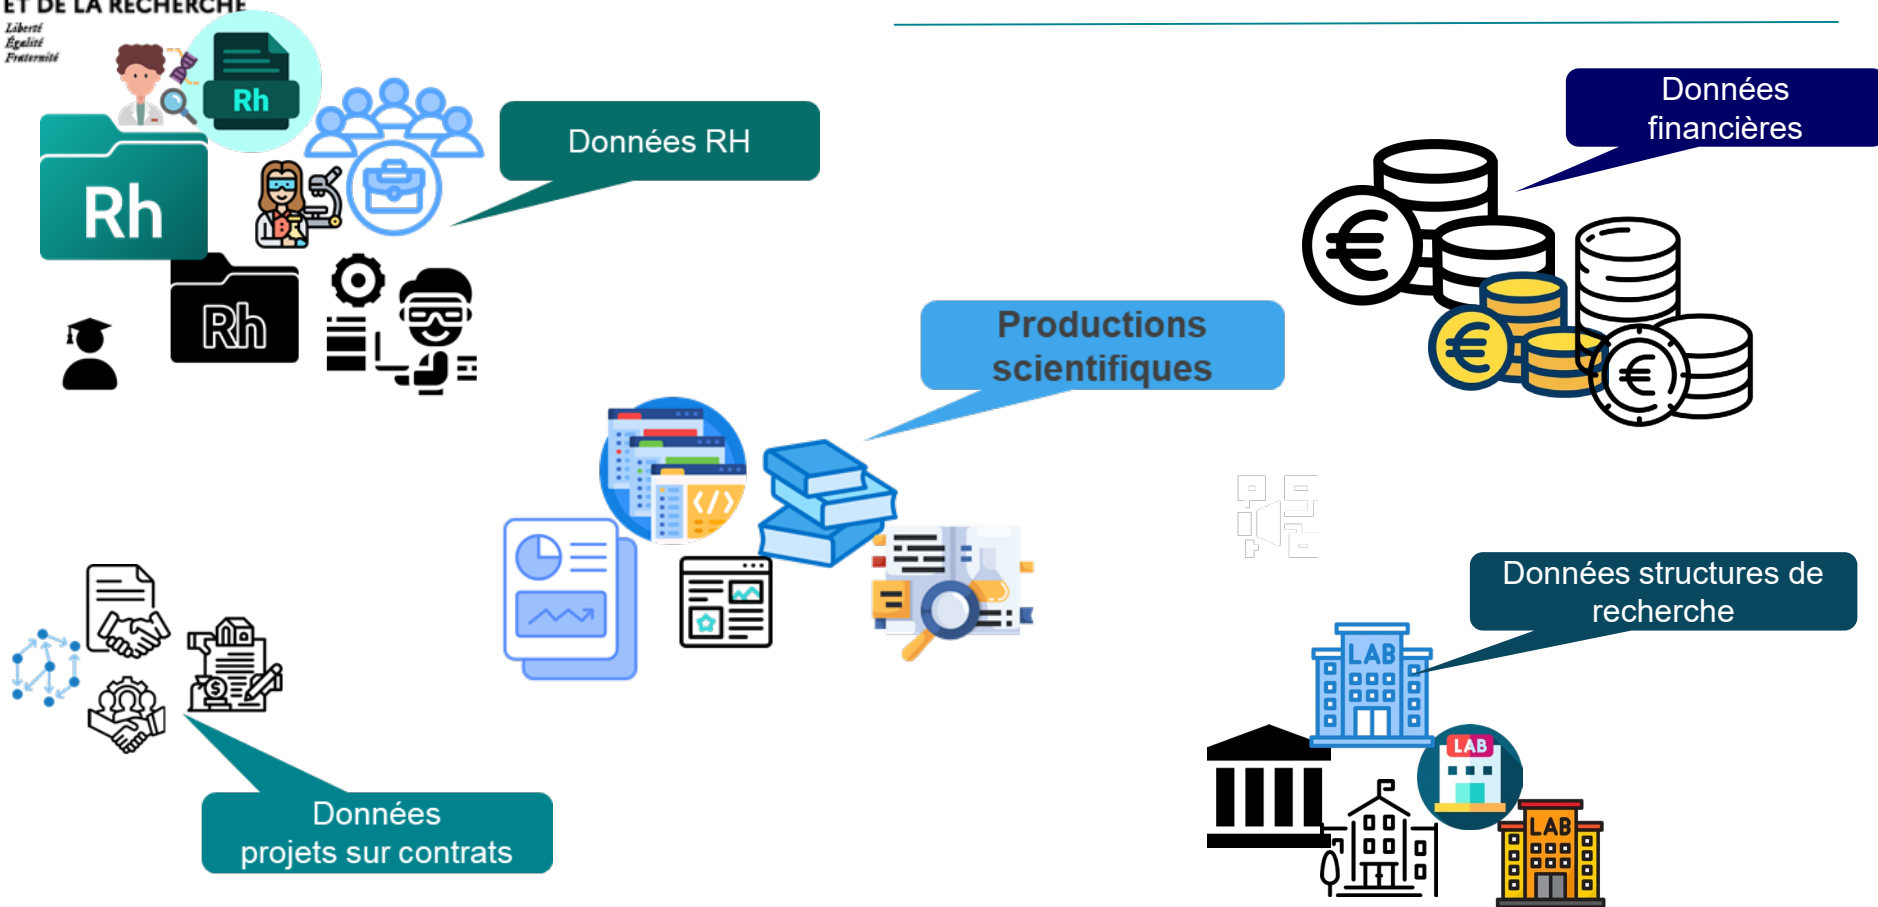 ET DE LA RECHERCHE
Liberté
Égalité
Fraternité
Rh
Rh
Rh
Données RH
Données
financières
Productions
scientifiques
Données structures de
recherche
LAB
LAB
LAB
Données
projets sur contrats